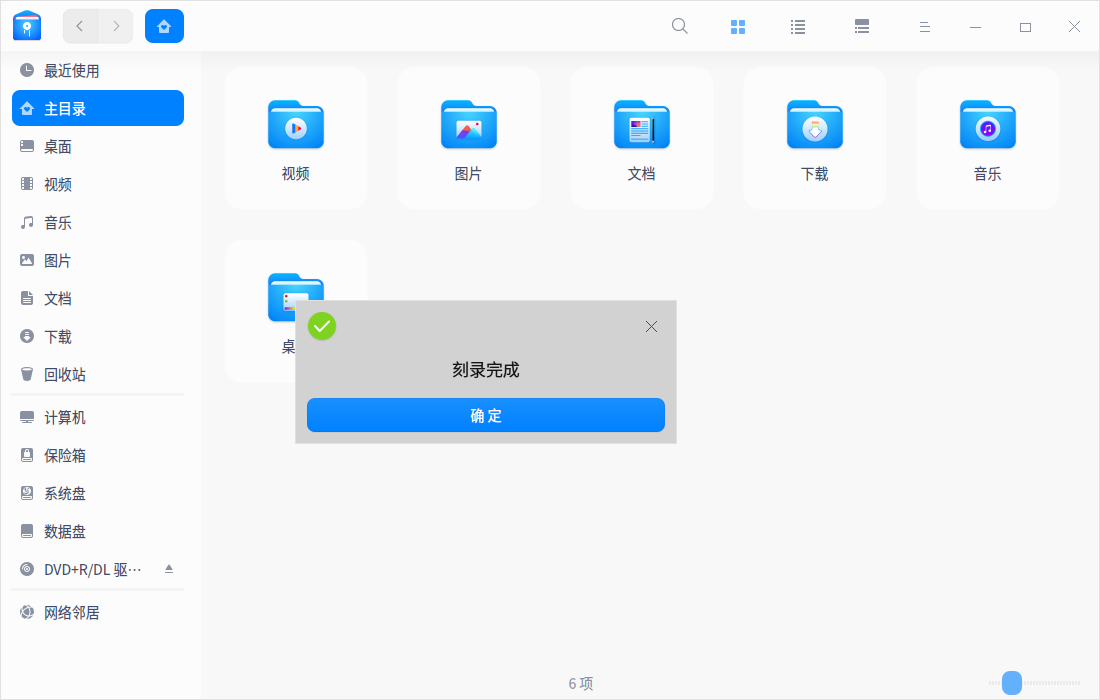 最近使用
主目录
桌面
视频
音乐
图片
文档
下载
回收站
计算机
保险箱
系统盘
数据盘
DVD+R/DL 驱···
网络邻居
视频
图片
文档
下载
音乐
刻录完成
确 定
6 项